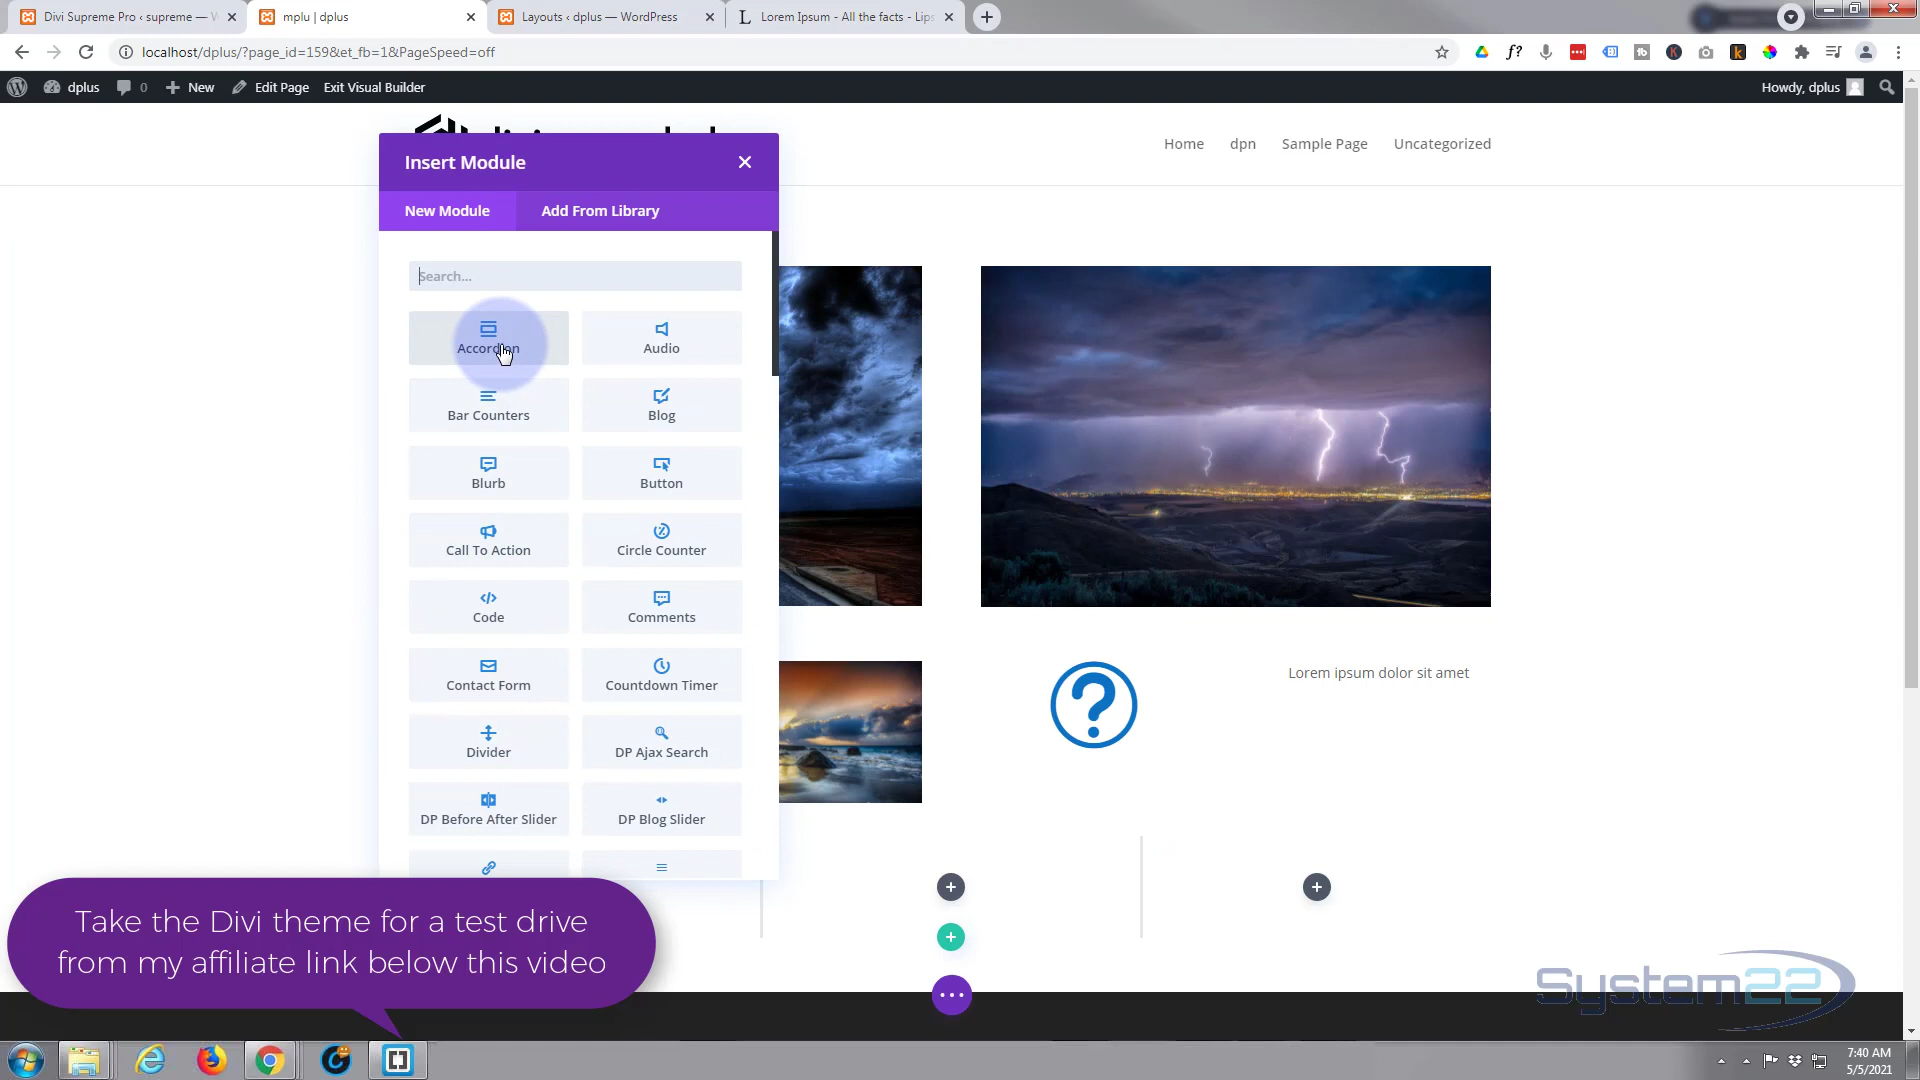 Divi Supreme Pro ‹ supreme — W
mplu | dplus
Layouts ‹ dplus — WordPress
Lorem Ipsum - All the facts - Lips
localhost/dplus/?page_id=159&et_fb=1&PageSpeed=off
dplus
0
New
Edit Page
Exit Visual Builder
Howdy, dplus
Home
dpn
Sample Page
Uncategorized
Insert Module
New Module
Add From Library
Search...
Accordion
Audio
Bar Counters
Blog
Blurb
Button
Call To Action
Circle Counter
Code
Comments
Contact Form
Countdown Timer
Divider
DP Ajax Search
DP Before After Slider
DP Blog Slider
Lorem ipsum dolor sit amet
Take the Divi theme for a test drive
from my affiliate link below this video
System22
7:40 AM
5/5/2021